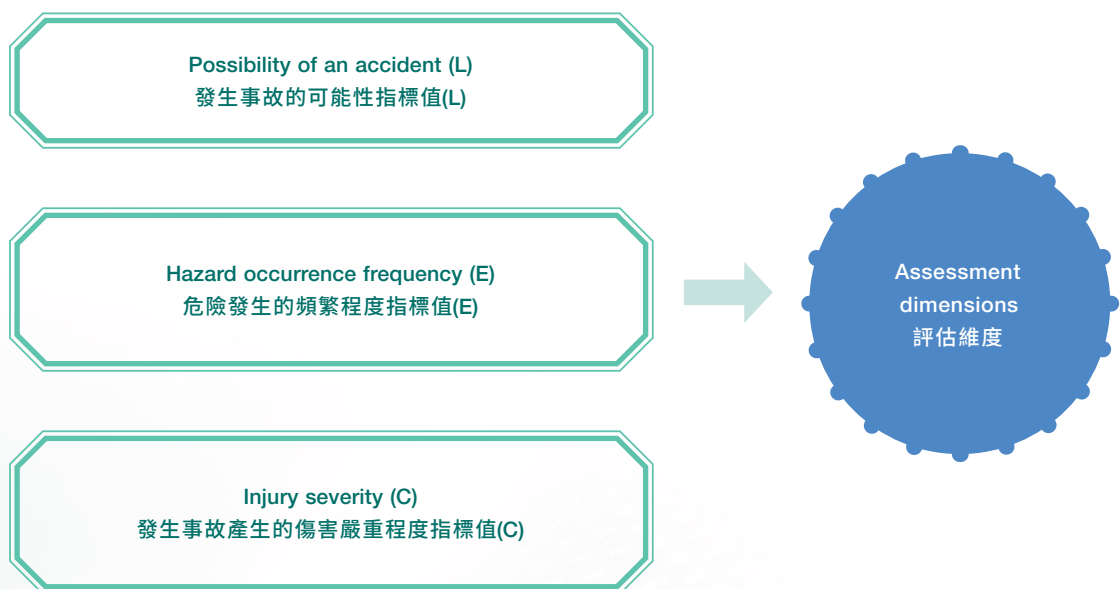 Possibility of an accident (L)
發生事故的可能性指標值(L)
Hazard occurrence frequency (E)
危險發生的頻繁程度指標值(E)
Injury severity (C)
發生事故產生的傷害嚴重程度指標值(C)
Assessment
dimensions
評估維度